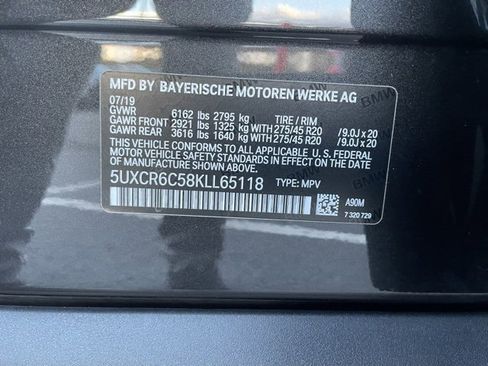 MFD BY BAYERISCHE MOTOREN WERKE AG
07/19
GVWR 6162 lbs 2795 kg TIRE / RIM
GAWR FRONT 2921 lbs 1325 kg WITH 275/45 R20 /9.0J x 20
GAWR REAR 3616 lbs 1640 kg WITH 275/45 R20 /9.0J x 20
THIS VEHICLE CONFORMS TO ALL APPLICABLE U.S. FEDERAL
MOTOR VEHICLE SAFETY STANDARDS IN EFFECT ON THE DATE
OF MANUFACTURE SHOWN ABOVE.
5UXCR6C58KLL65118 TYPE: MPV
A90M
7 320 729
BMW
BMW